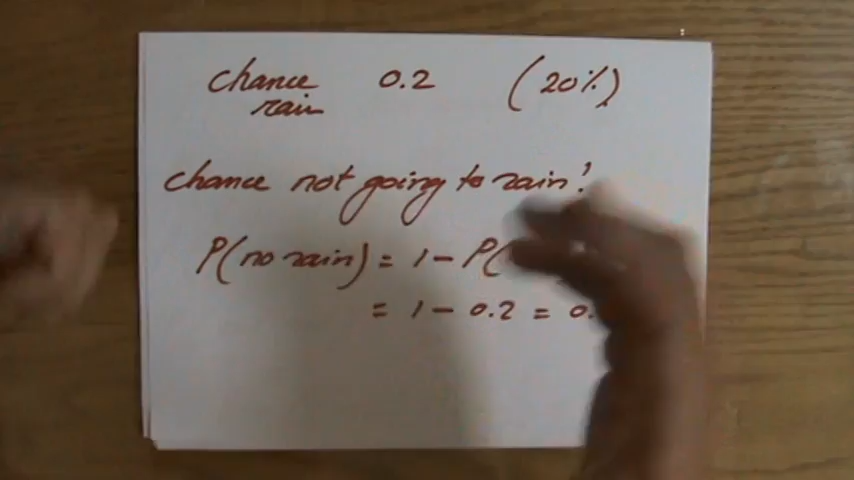 chance 0.2 (20%)
rain
chance not going to rain?
P(no rain) = 1 - P(
= 1 - 0.2 = 0.